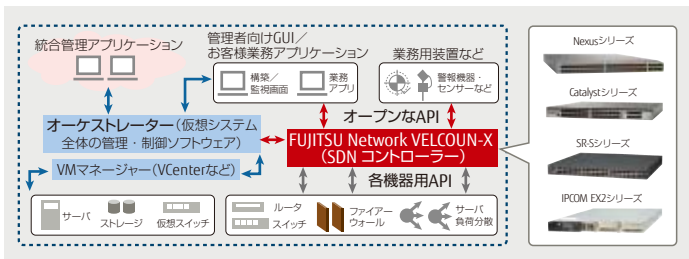 統合管理アプリケーション
管理者向けGUI／
お客様業務アプリケーション
構築／
監視画面
業務
アプリ
業務用装置など
警報機器・
センサーなど
オープンなAPI
オーケストレーター(仮想システム
全体の管理・制御ソフトウェア)
VMマネージャー(VCenterなど)
FUJITSU Network VELCOUN-X
(SDN コントローラー)
各機器用API
サーバ
ストレージ
仮想スイッチ
ルータ
スイッチ
ファイアー
ウォール
サーバ
負荷分散
Nexusシリーズ
Catalystシリーズ
SR-Sシリーズ
IPCOM EX2シリーズ